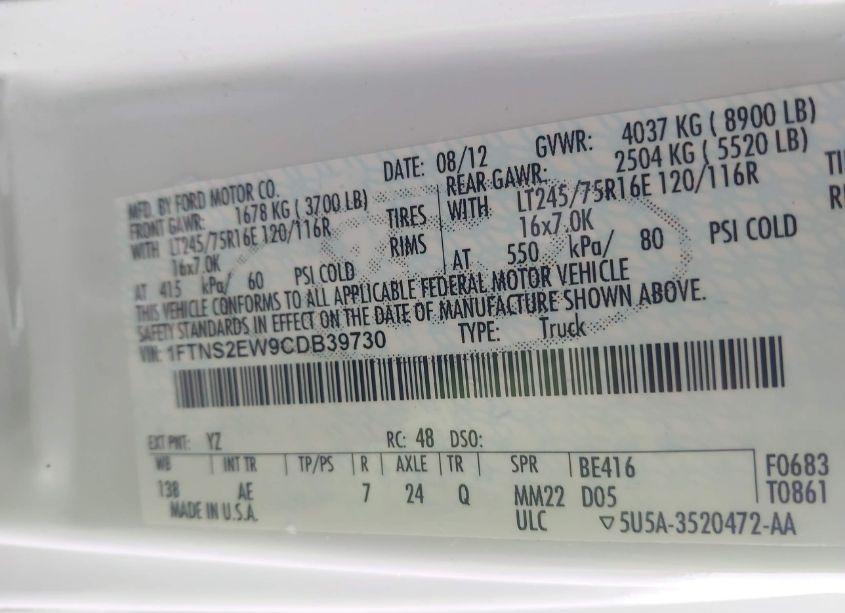 MFD. BY FORD MOTOR CO. DATE: 08/12 GVWR: 4037 KG ( 8900 LB)
FRONT GAWR: 1678 KG ( 3700 LB) REAR GAWR: 2504 KG ( 5520 LB)
WITH LT245/75R16E 120/116R TIRES WITH LT245/75R16E 120/116R
16x7.0K RIMS 16x7.0K
AT 415 kPa/ 60 PSI COLD AT 550 kPa/ 80 PSI COLD
THIS VEHICLE CONFORMS TO ALL APPLICABLE FEDERAL MOTOR VEHICLE
SAFETY STANDARDS IN EFFECT ON THE DATE OF MANUFACTURE SHOWN ABOVE.
VIN: 1FTNS2EW9CDB39730 TYPE: Truck
EXT PNT: YZ RC: 48 DSO:
WB INT TR TP/PS R AXLE TR SPR BE416 F0683
138 AE 7 24 Q MM22 D05 T0861
MADE IN U.S.A. ULC 5U5A-3520472-AA